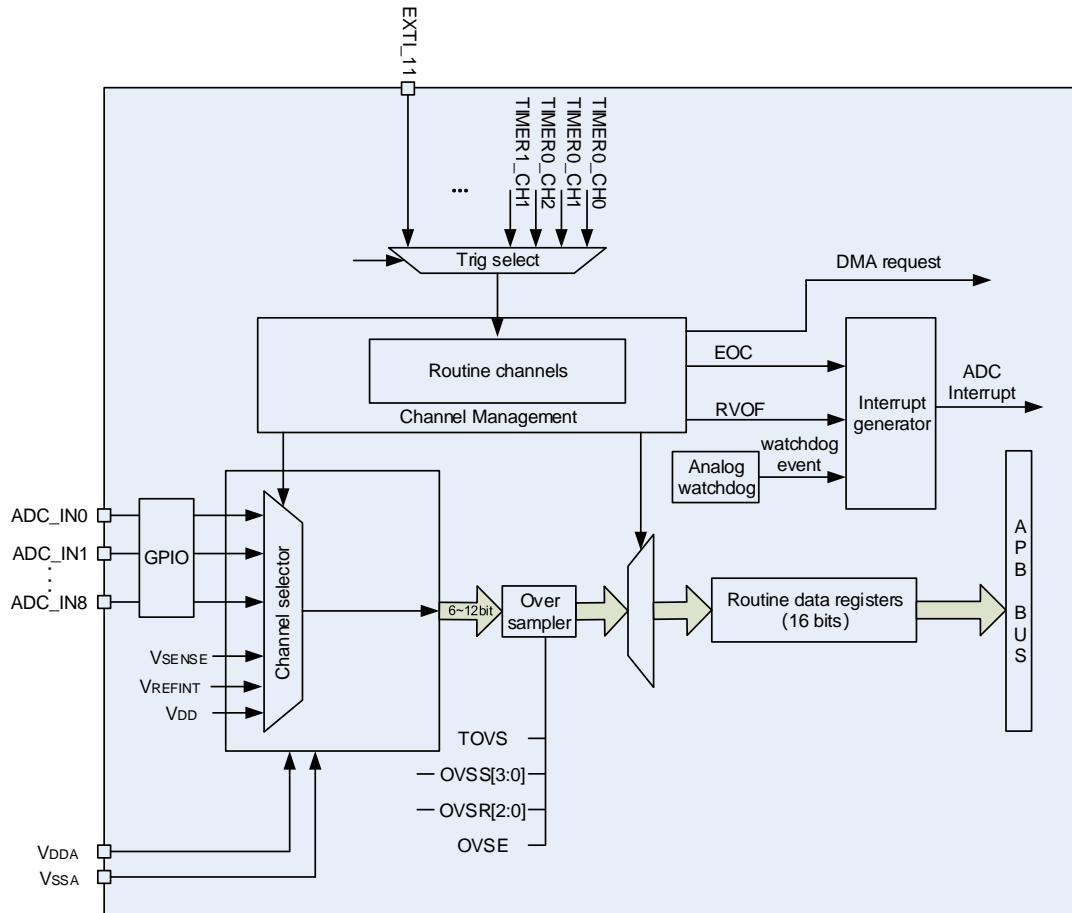 EXTI_11
TIMER1_CH1
TIMER0_CH2
TIMER0_CH1
TIMER0_CH0
...
Trig select
DMA request
Routine channels
Channel Management
EOC
RVOF
watchdog
event
Analog
watchdog
Interrupt
generator
ADC
Interrupt
ADC_IN0
ADC_IN1
ADC_IN8
GPIO
Channel selector
VSENSE
VREFINT
VDD
6~12bit
Over
sampler
Routine data registers
(16 bits)
APB BUS
TOVS
OVSS[3:0]
OVSR[2:0]
OVSE
VDDA
VSSA